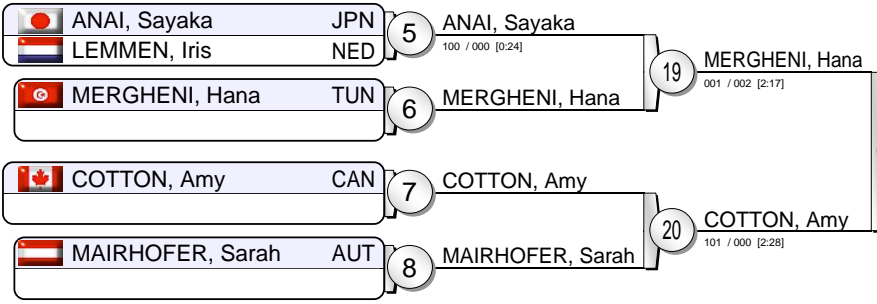 ANAI, Sayaka JPN
LEMMEN, Iris NED
5
ANAI, Sayaka
100 / 000 [0:24]
MERGHENI, Hana TUN
6
MERGHENI, Hana
19
MERGHENI, Hana
001 / 002 [2:17]
COTTON, Amy CAN
7
COTTON, Amy
MAIRHOFER, Sarah AUT
8
MAIRHOFER, Sarah
20
COTTON, Amy
101 / 000 [2:28]